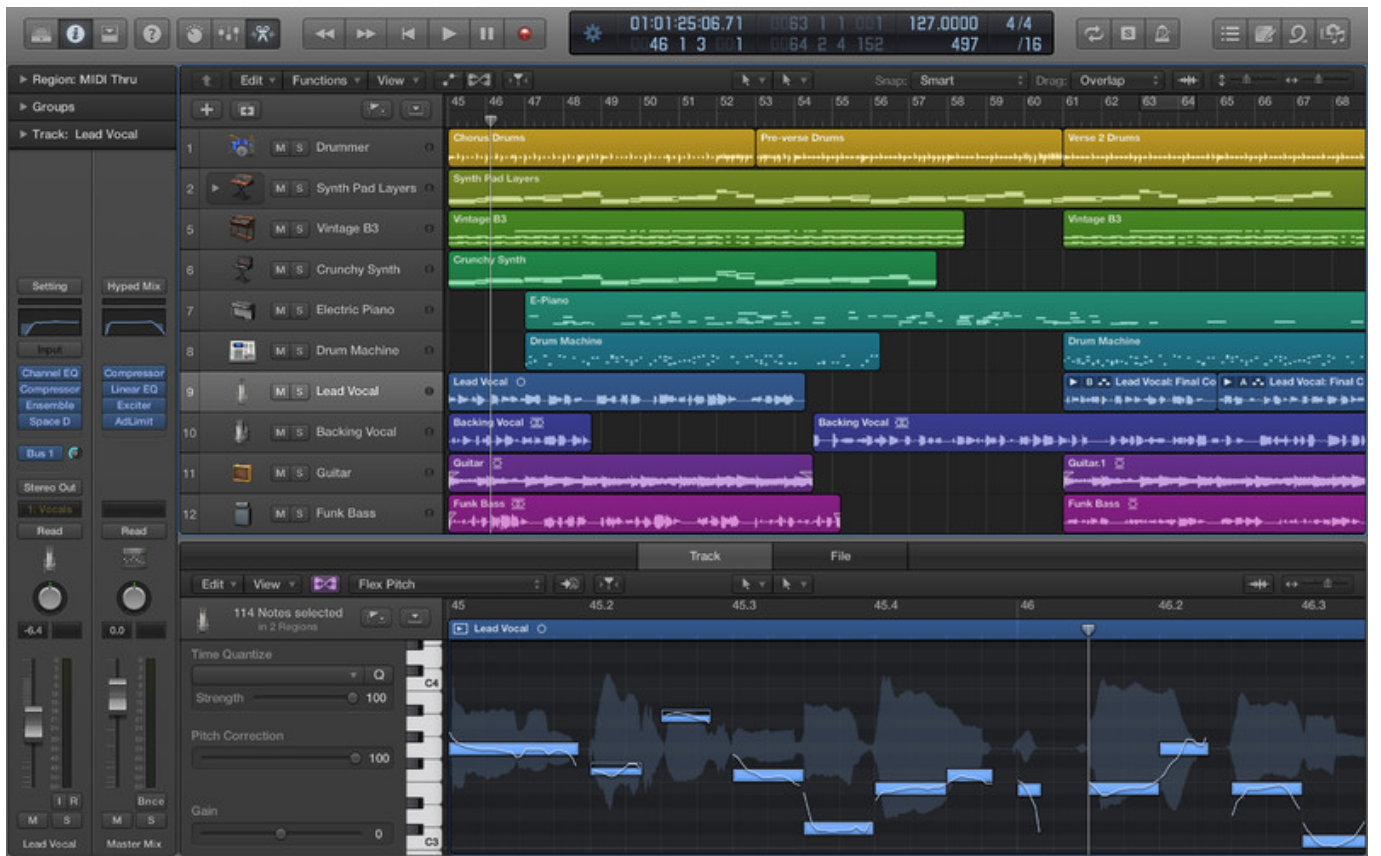 01:01:25:06.71
0063 1 1 001
127.0000
4/4
46 1 3 1
0064 2 4 152
497
/16
Region: MIDI Thru
Groups
Track: Lead Vocal
Edit Functions View
Snap: Smart
Drag: Overlap
45 46 47 48 49 50 51 52 53 54 55 56 57 58 59 60 61 62 63 64 65 66 67 68
1 M S Drummer
Chorus Drums
Pre-verse Drums
Verse 2 Drums
2 M S Synth Pad Layers
Synth Pad Layers
5 M S Vintage B3
Vintage B3
Vintage B3
6 M S Crunchy Synth
Crunchy Synth
7 M S Electric Piano
E-Piano
8 M S Drum Machine
Drum Machine
Drum Machine
9 M S Lead Vocal
Lead Vocal
B Lead Vocal: Final Co
A Lead Vocal: Final C
10 M S Backing Vocal
Backing Vocal
Backing Vocal
11 M S Guitar
Guitar
Guitar.1
12 M S Funk Bass
Funk Bass
Funk Bass
Setting
Hyped Mix
Input
Channel EQ
Compressor
Ensemble
Space D
Compressor
Linear EQ
Exciter
AdLimit
Bus 1
Stereo Out
1: Vocals
Read
Read
-6.4
0.0
I R
Bnce
M S
M S
Lead Vocal
Master Mix
Track
File
Edit View
Flex Pitch
114 Notes selected
in 2 Regions
45 45.2 45.3 45.4 46 46.2 46.3
Lead Vocal
Time Quantize
Q
Strength 100
Pitch Correction
100
Gain
0
C4
C3